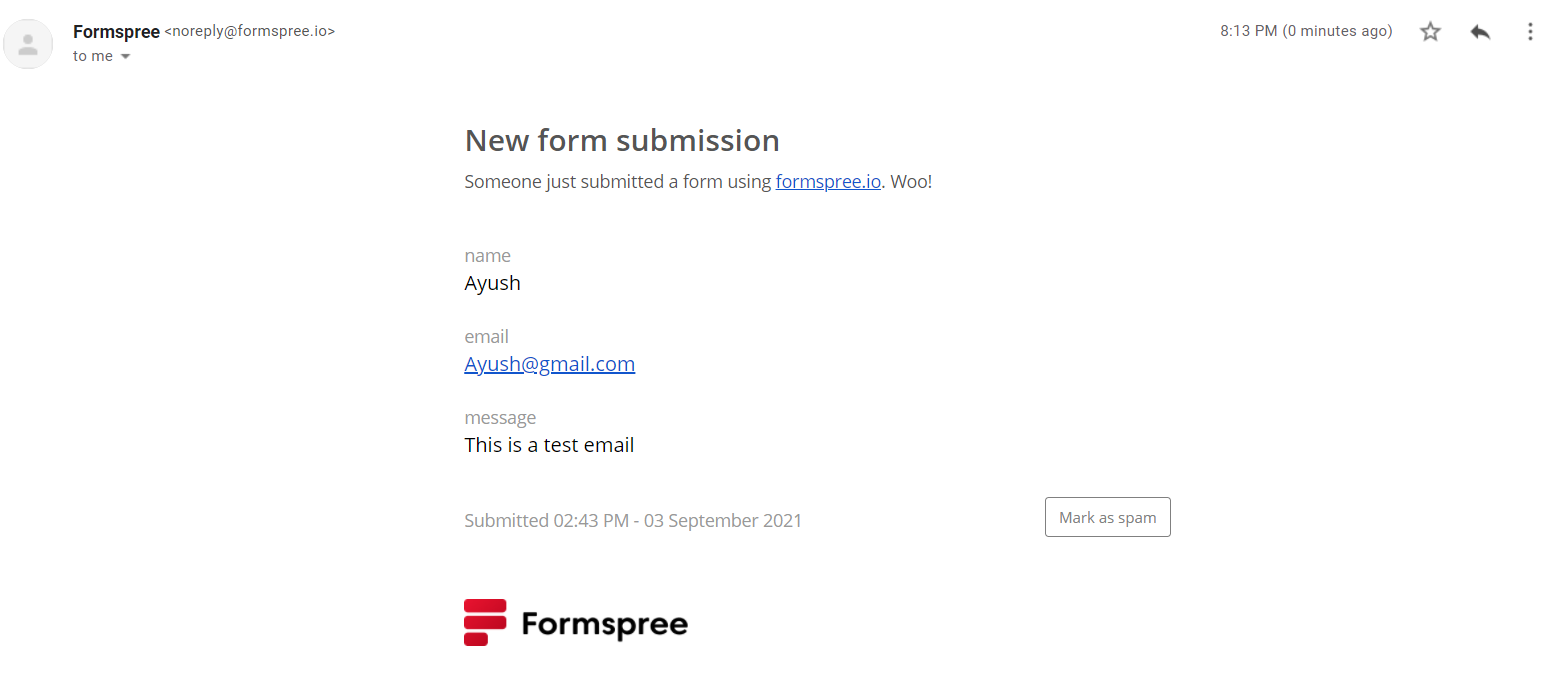 Formspree <noreply@formspree.io>
8:13 PM (0 minutes ago)
to me
New form submission
Someone just submitted a form using formspree.io. Woo!
name
Ayush
email
Ayush@gmail.com
message
This is a test email
Submitted 02:43 PM - 03 September 2021
Mark as spam
Formspree